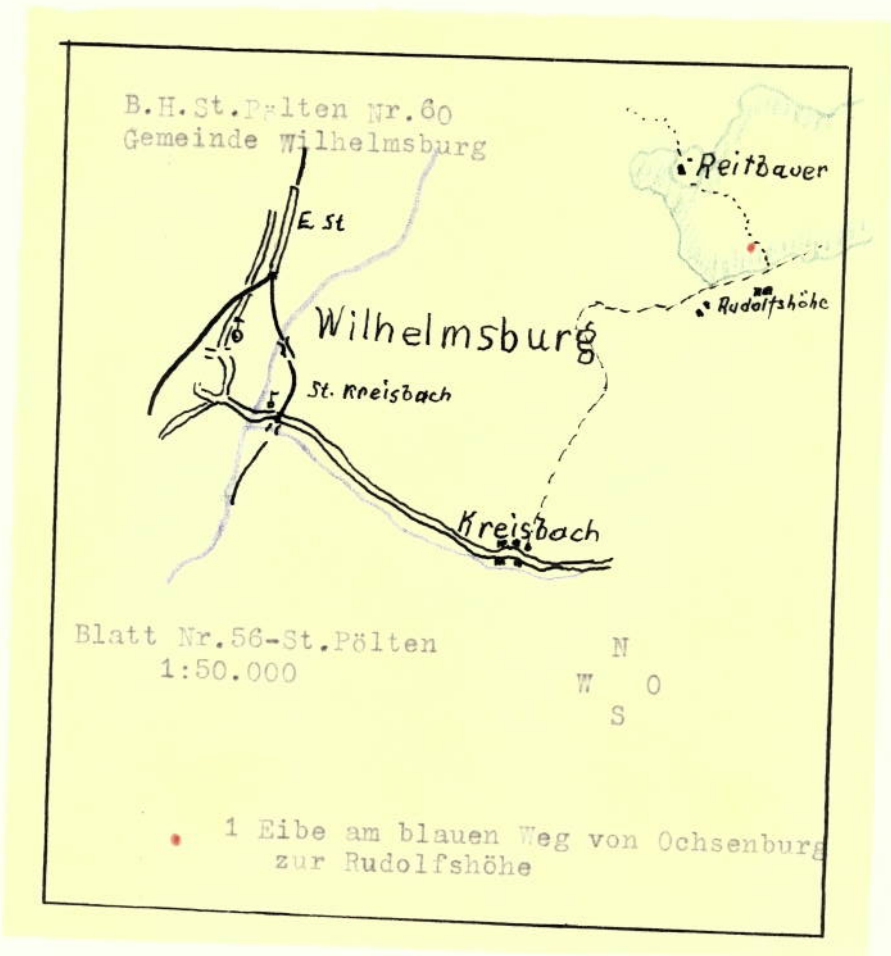 B.H.St.Pölten Nr.60
Gemeinde Wilhelmsburg
Reitbauer
E St
Rudolfshöhe
Wilhelmsburg
St. Kreisbach
Kreisbach
Blatt Nr.56-St.Pölten
1:50.000
N
W O
S
1 Eibe am blauen Weg von Ochsenburg
zur Rudolfshöhe